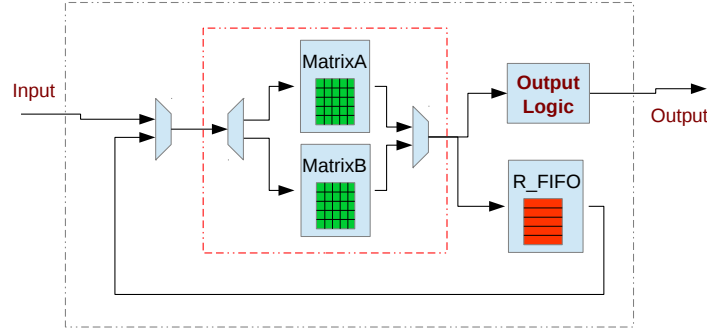 Input
MatrixA
MatrixB
Output
Logic
Output
R_FIFO